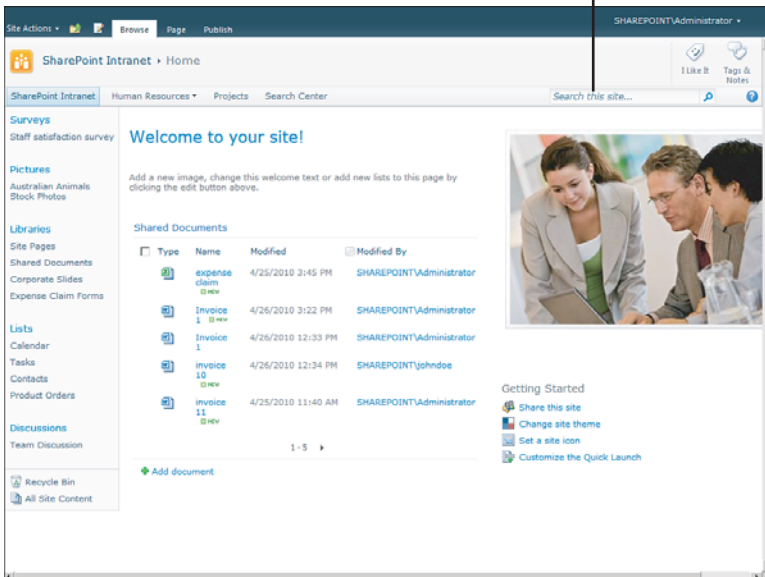 Site Actions
Browse Page Publish
SHAREPOINT\Administrator
SharePoint Intranet Home
I Like It
Tags & Notes
SharePoint Intranet Human Resources Projects Search Center
Search this site...
Surveys
Staff satisfaction survey
Pictures
Australian Animals
Stock Photos
Libraries
Site Pages
Shared Documents
Corporate Slides
Expense Claim Forms
Lists
Calendar
Tasks
Contacts
Product Orders
Discussions
Team Discussion
Recycle Bin
All Site Content
Welcome to your site!
Add a new image, change this welcome text or add new lists to this page by
clicking the edit button above.
Shared Documents
Type Name Modified Modified By
expense 4/25/2010 3:45 PM SHAREPOINT\Administrator
claim
NEW
Invoice 4/26/2010 3:22 PM SHAREPOINT\Administrator
1 NEW
Invoice 4/26/2010 12:33 PM SHAREPOINT\Administrator
1
invoice 4/26/2010 12:34 PM SHAREPOINT\johndoe
10
NEW
invoice 4/25/2010 11:40 AM SHAREPOINT\Administrator
11
NEW
1-5
Add document
Getting Started
Share this site
Change site theme
Set a site icon
Customize the Quick Launch